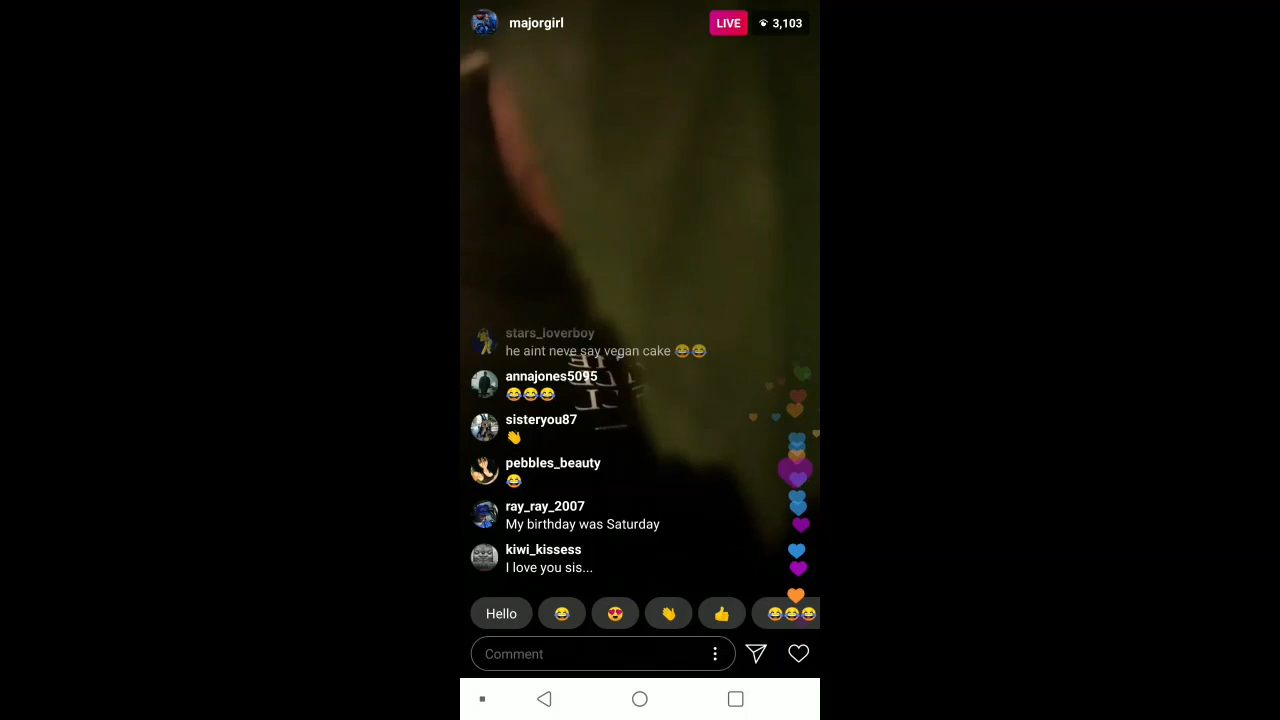 majorgirl
LIVE 3,103
stars_loverboy
he aint neve say vegan cake 😂😂
annajones5095
😂😂😂
sisteryou87
👏
pebbles_beauty
😂
ray_ray_2007
My birthday was Saturday
kiwi_kissess
I love you sis...
Hello 😂 😍 👏 👍 😂😂😂
Comment